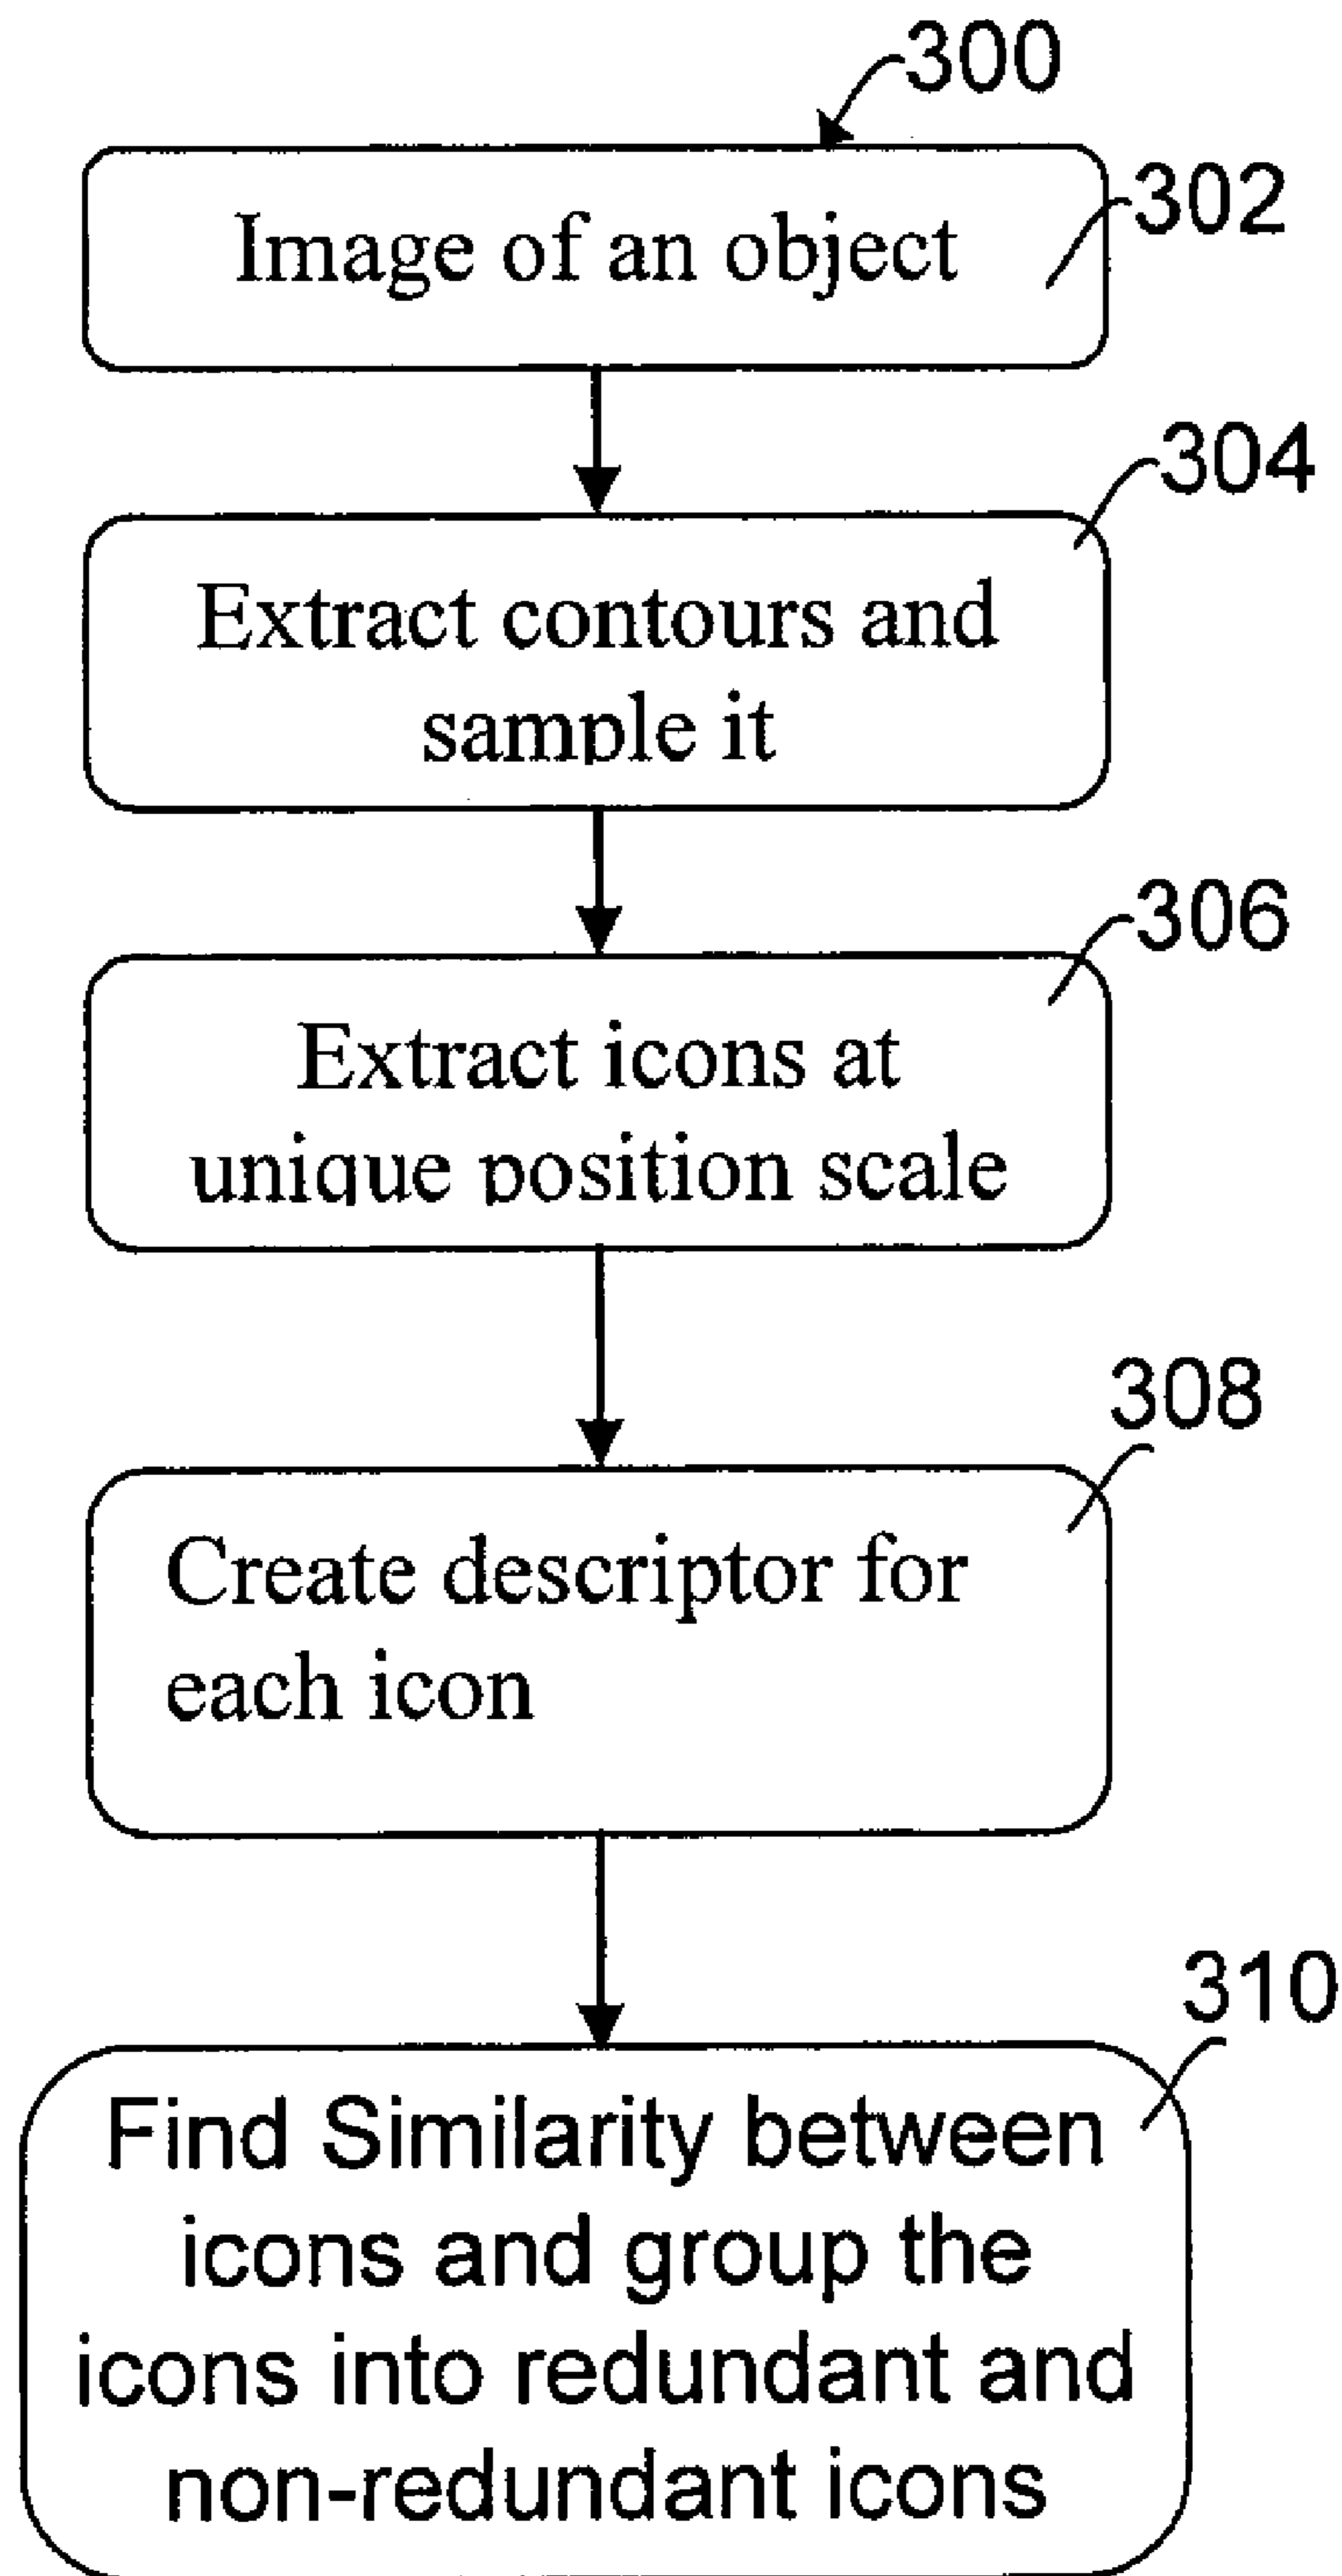 300
302
Image of an object
304
Extract contours and
sample it
306
Extract icons at
unique position scale
308
Create descriptor for
each icon
310
Find Similarity between
icons and group the
icons into redundant and
non-redundant icons